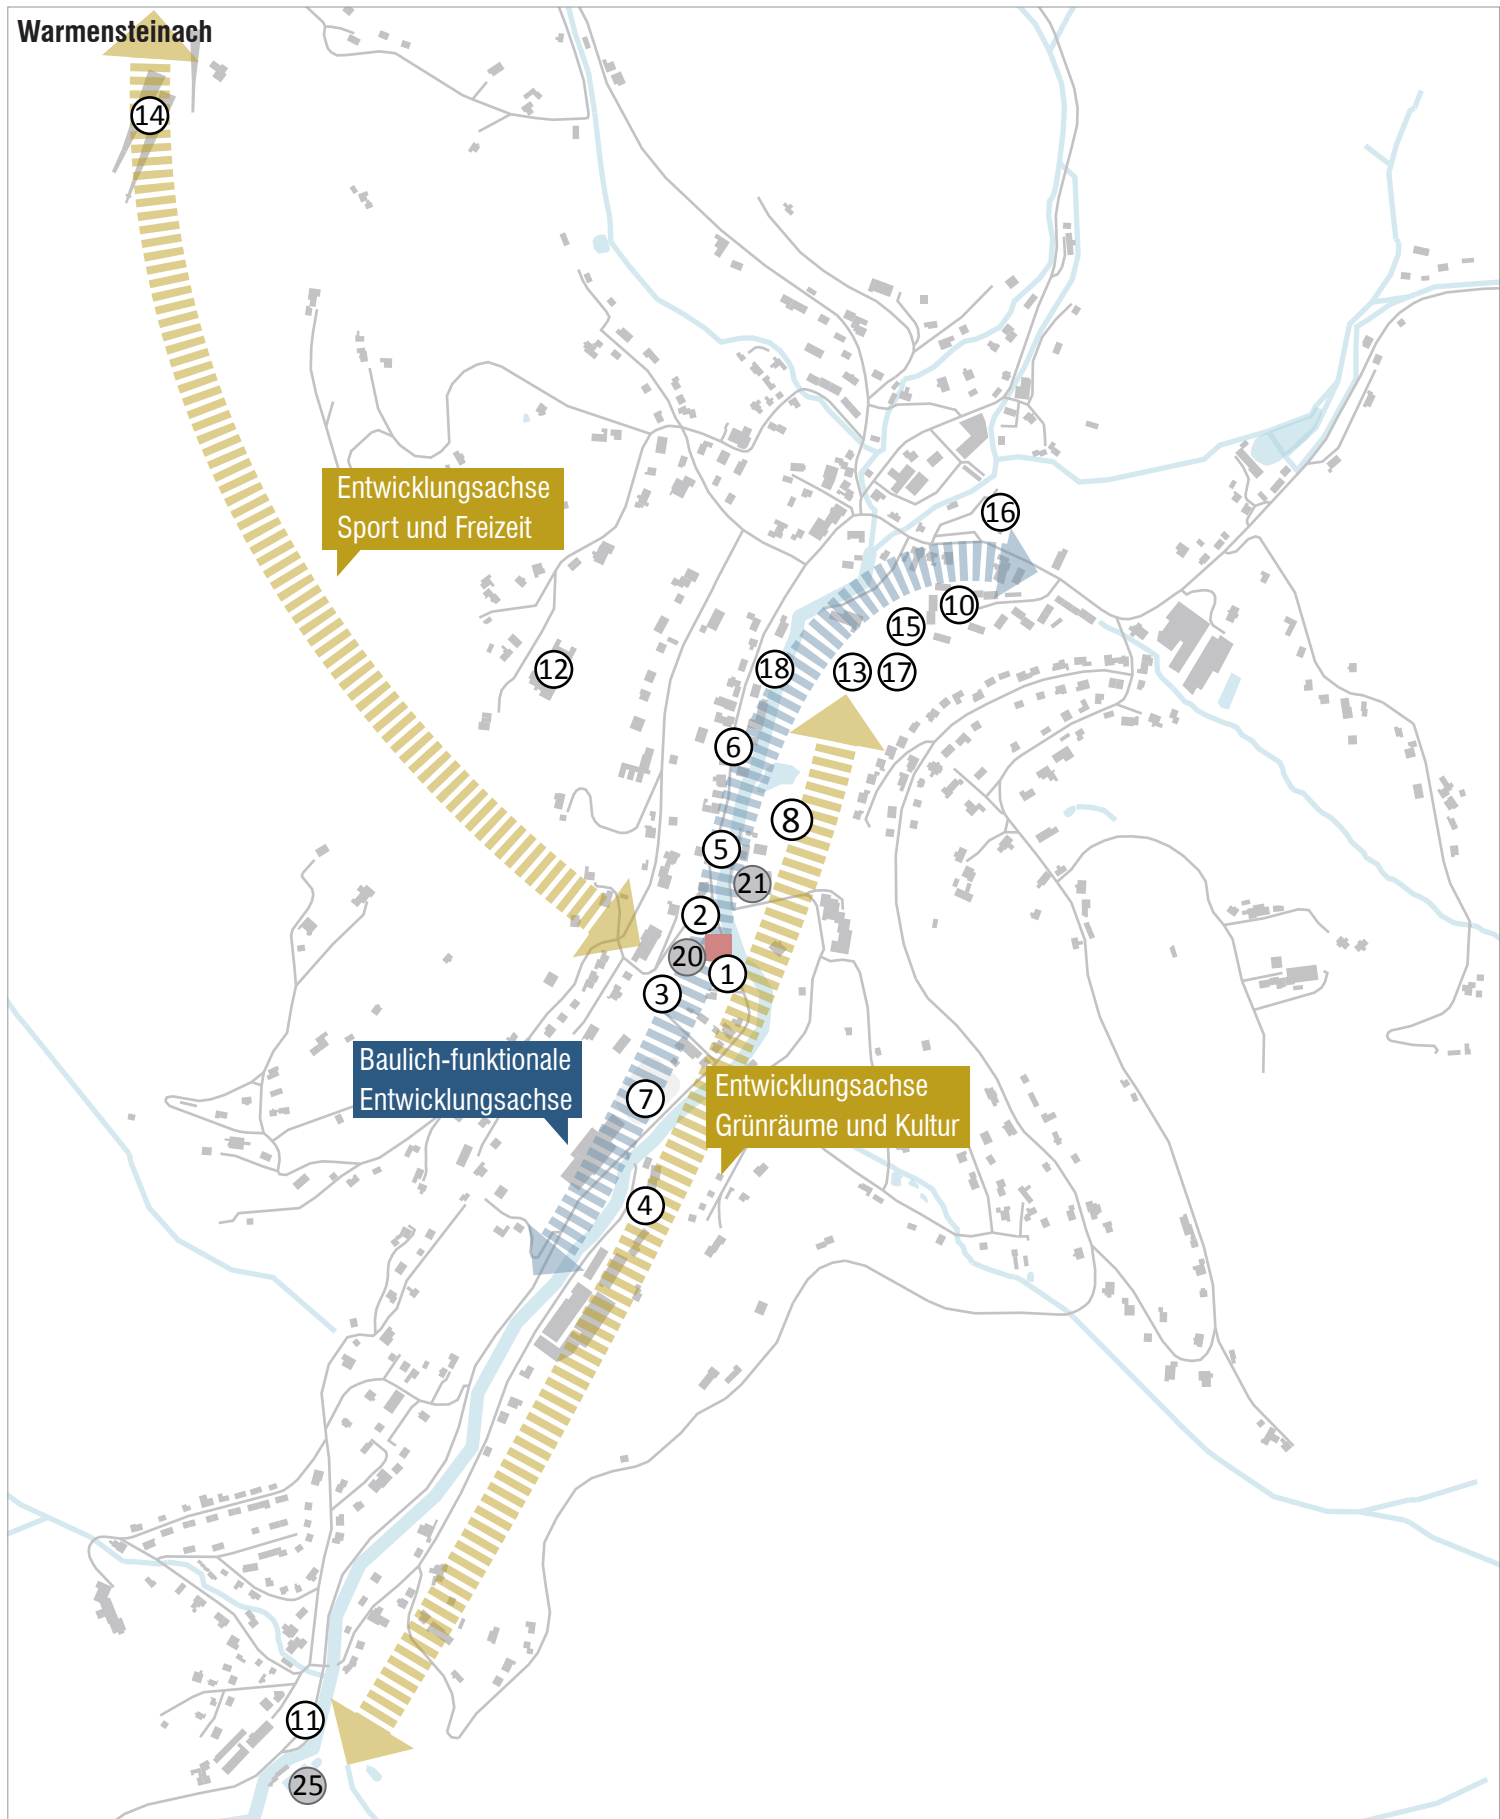 Warmensteinach
14
Entwicklungsachse
Sport und Freizeit
16
10
15
12
18
13
17
6
8
5
21
2
20
1
3
Baulich-funktionale
Entwicklungsachse
7
Entwicklungsachse
Grünräume und Kultur
4
11
25